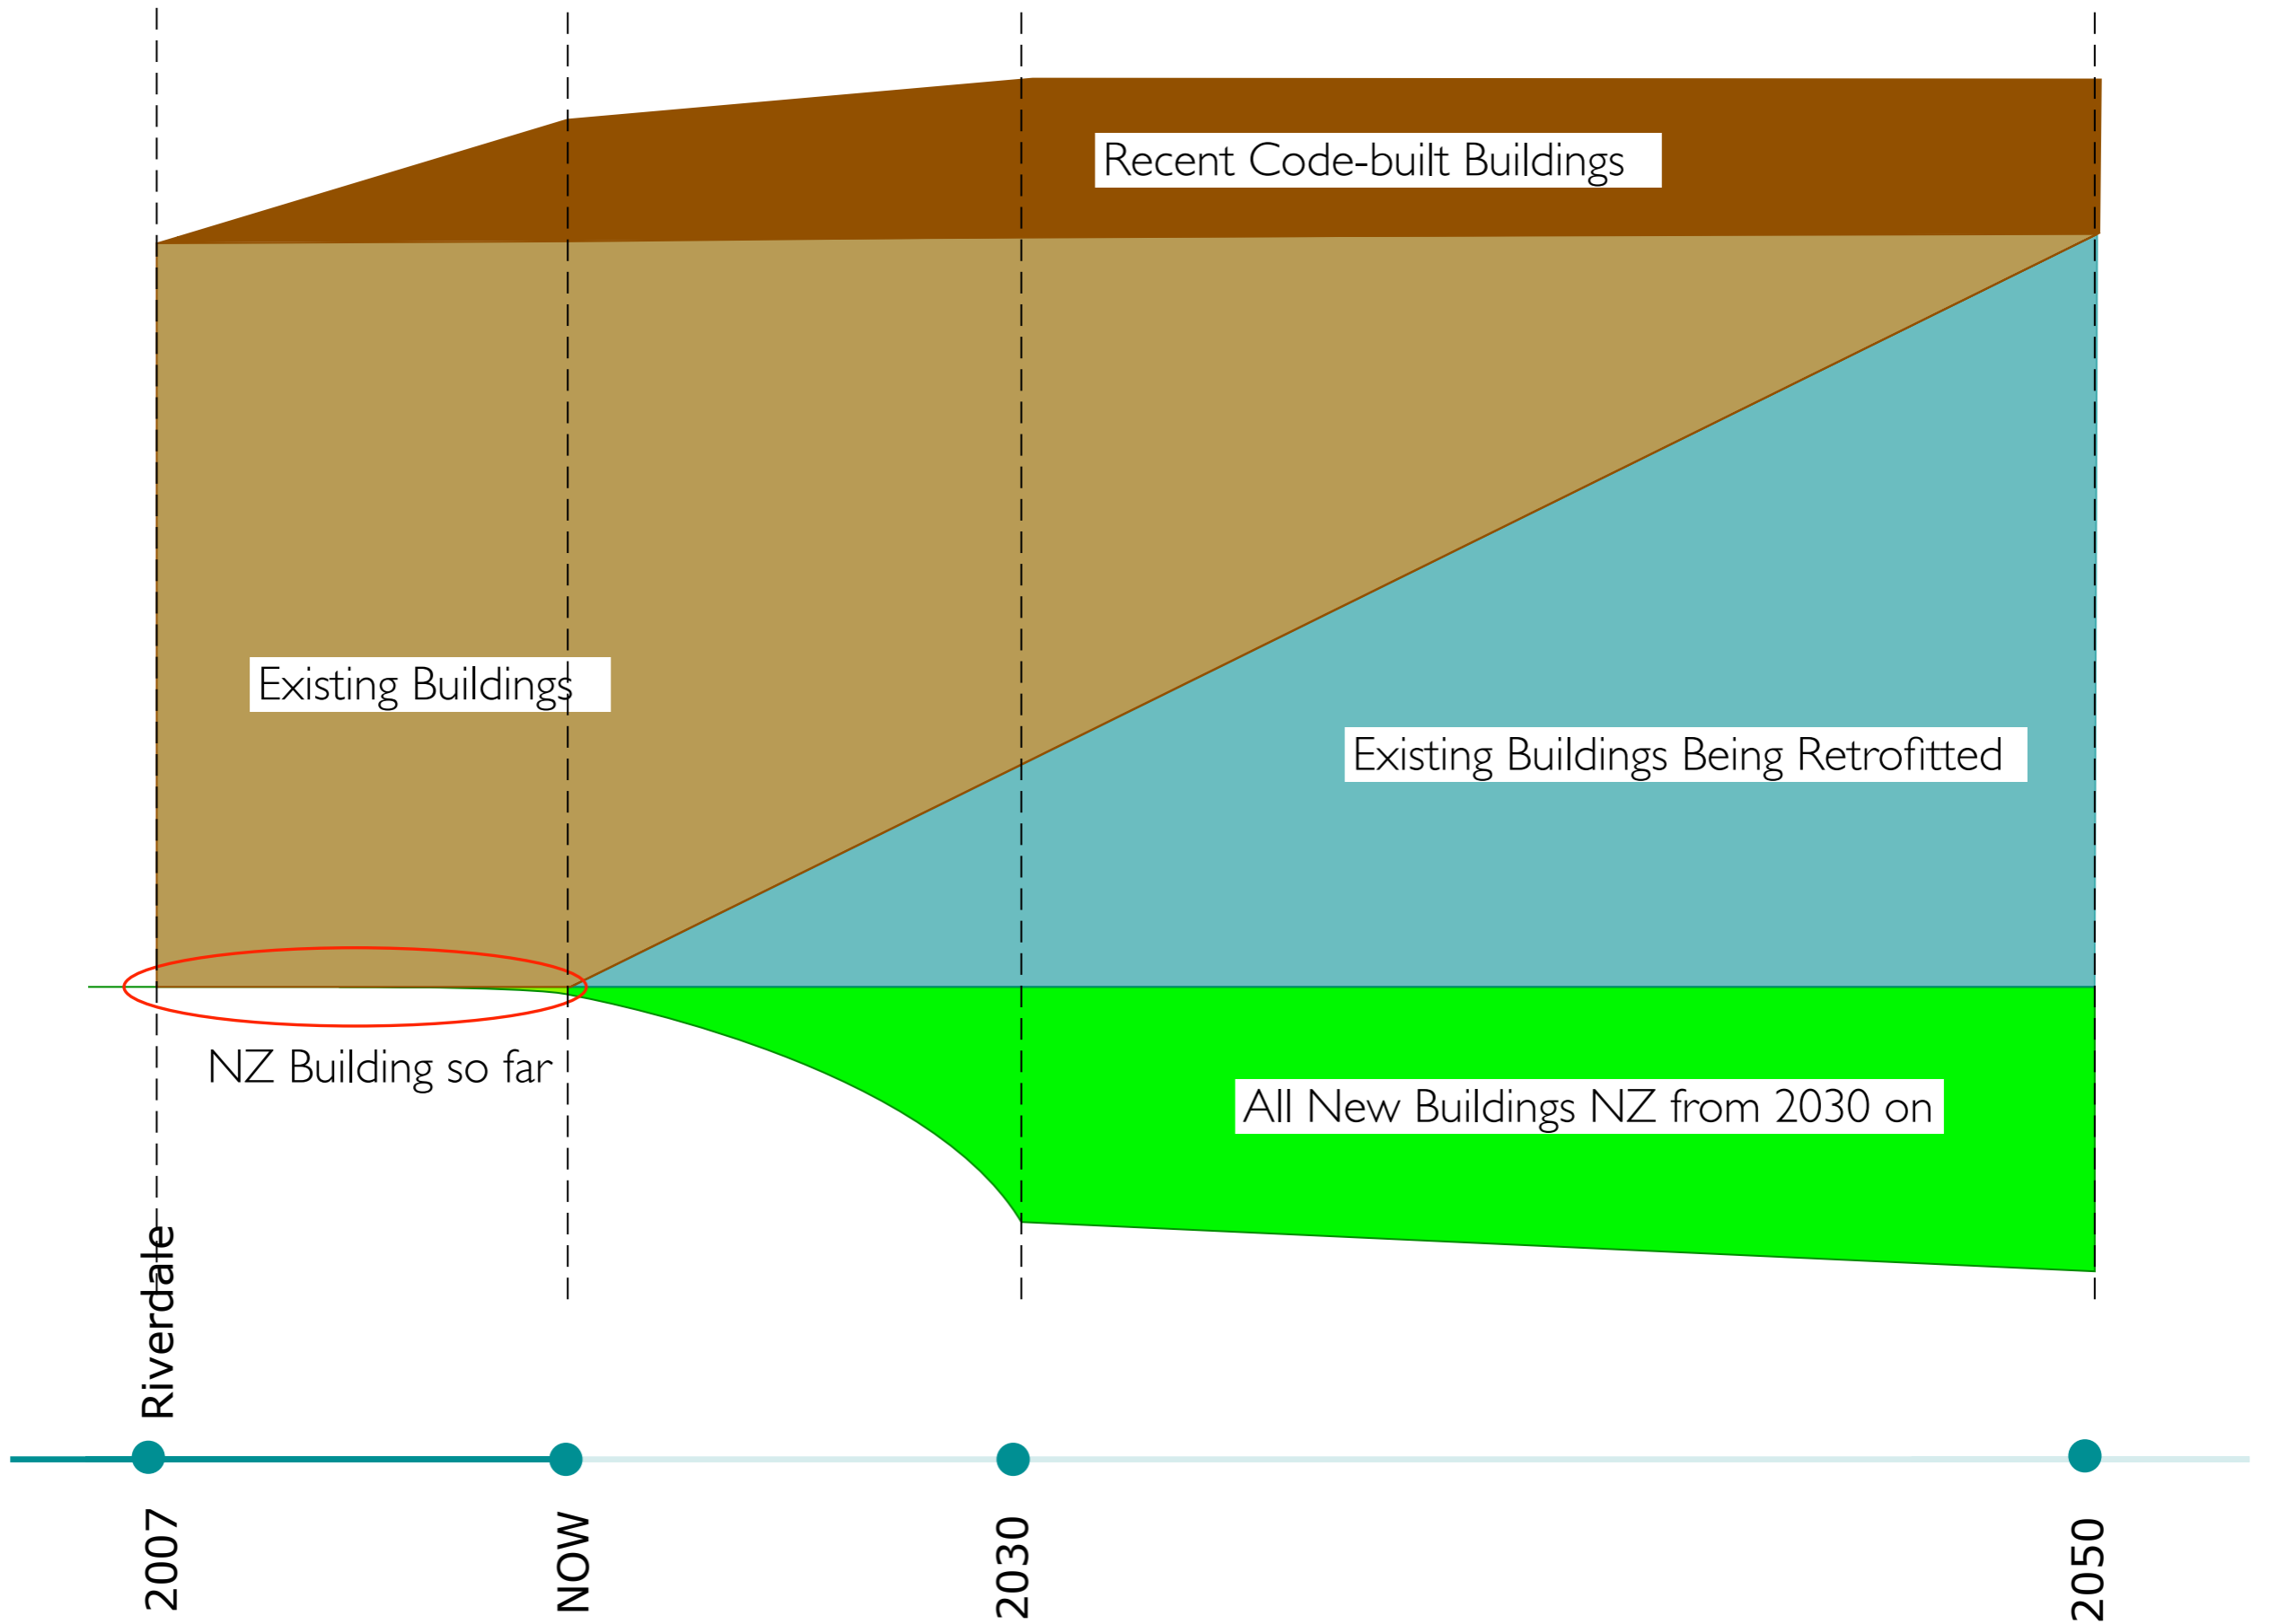 Recent Code-built Buildings
Existing Buildings
Existing Buildings Being Retrofitted
NZ Building so far
All New Buildings NZ from 2030 on
Riverdale
2007
NOW
2030
2050